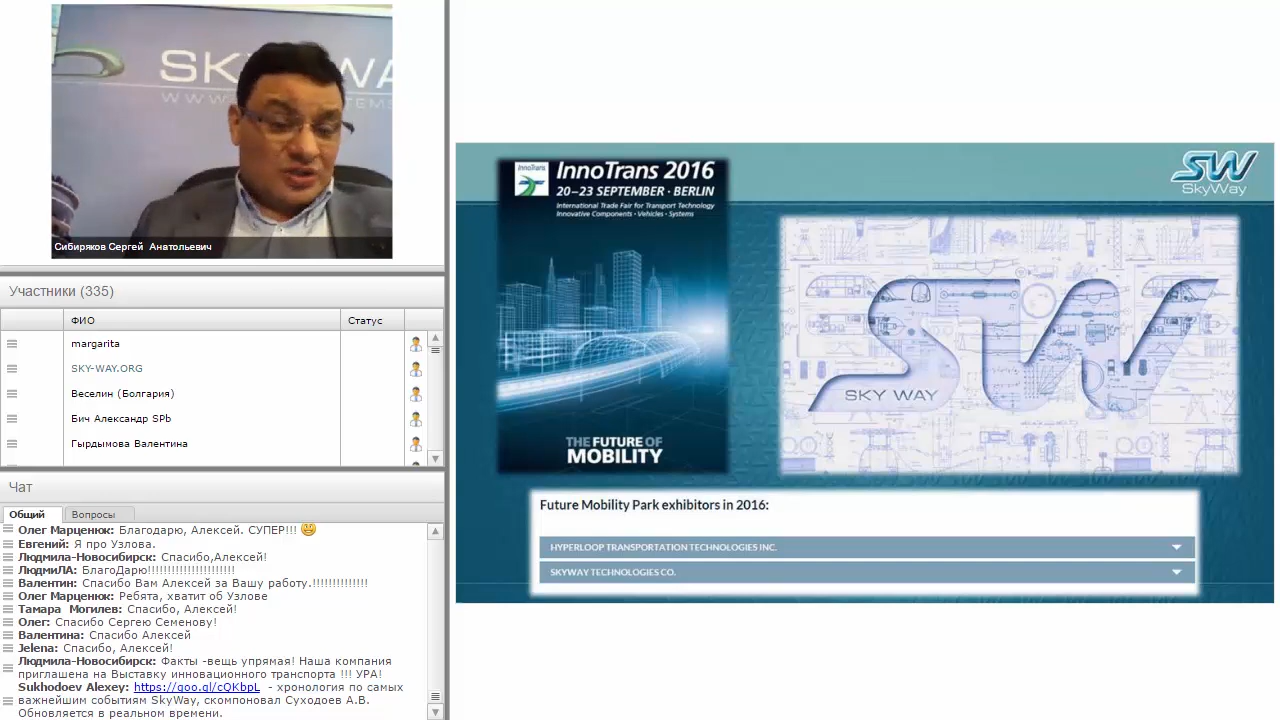 SKYWAY
Сибиряков Сергей Анатольевич
Участники (335)
ФИО
Статус
margarita
SKY-WAY.ORG
Веселин (Болгария)
Бич Александр SPb
Гырдымова Валентина
Чат
Общий
Вопросы
Олег Марценюк: Благодарю, Алексей. СУПЕР!!!
Евгений: Я про Узлова.
Людмила-Новосибирск: Спасибо,Алексей!
ЛюдмиЛА: БлагоДарю!!!!!!!!!!!!!!!!!!!!!!
Валентин: Спасибо Вам Алексей за Вашу работу.!!!!!!!!!!!!!!
Олег Марценюк: Ребята, хватит об Узлове
Тамара Могилев: Спасибо, Алексей!
Олег: Спасибо Сергею Семенову!
Валентина: Спасибо Алексей
Jelena: Спасибо, Алексей!
Людмила-Новосибирск: Факты -вещь упрямая! Наша компания
приглашена на Выставку инновационного транспорта !!! УРА!
Sukhodoev Alexey: https://goo.gl/cQKbpL - хронология по самых
важнейшим событиям SkyWay, скомпоновал Суходоев А.В.
Обновляется в реальном времени.
InnoTrans
InnoTrans 2016
20–23 SEPTEMBER · BERLIN
International Trade Fair for Transport Technology
Innovative Components · Vehicles · Systems
THE FUTURE OF
MOBILITY
SW
SkyWay
SW
SKY WAY
Future Mobility Park exhibitors in 2016:
HYPERLOOP TRANSPORTATION TECHNOLOGIES INC.
SKYWAY TECHNOLOGIES CO.